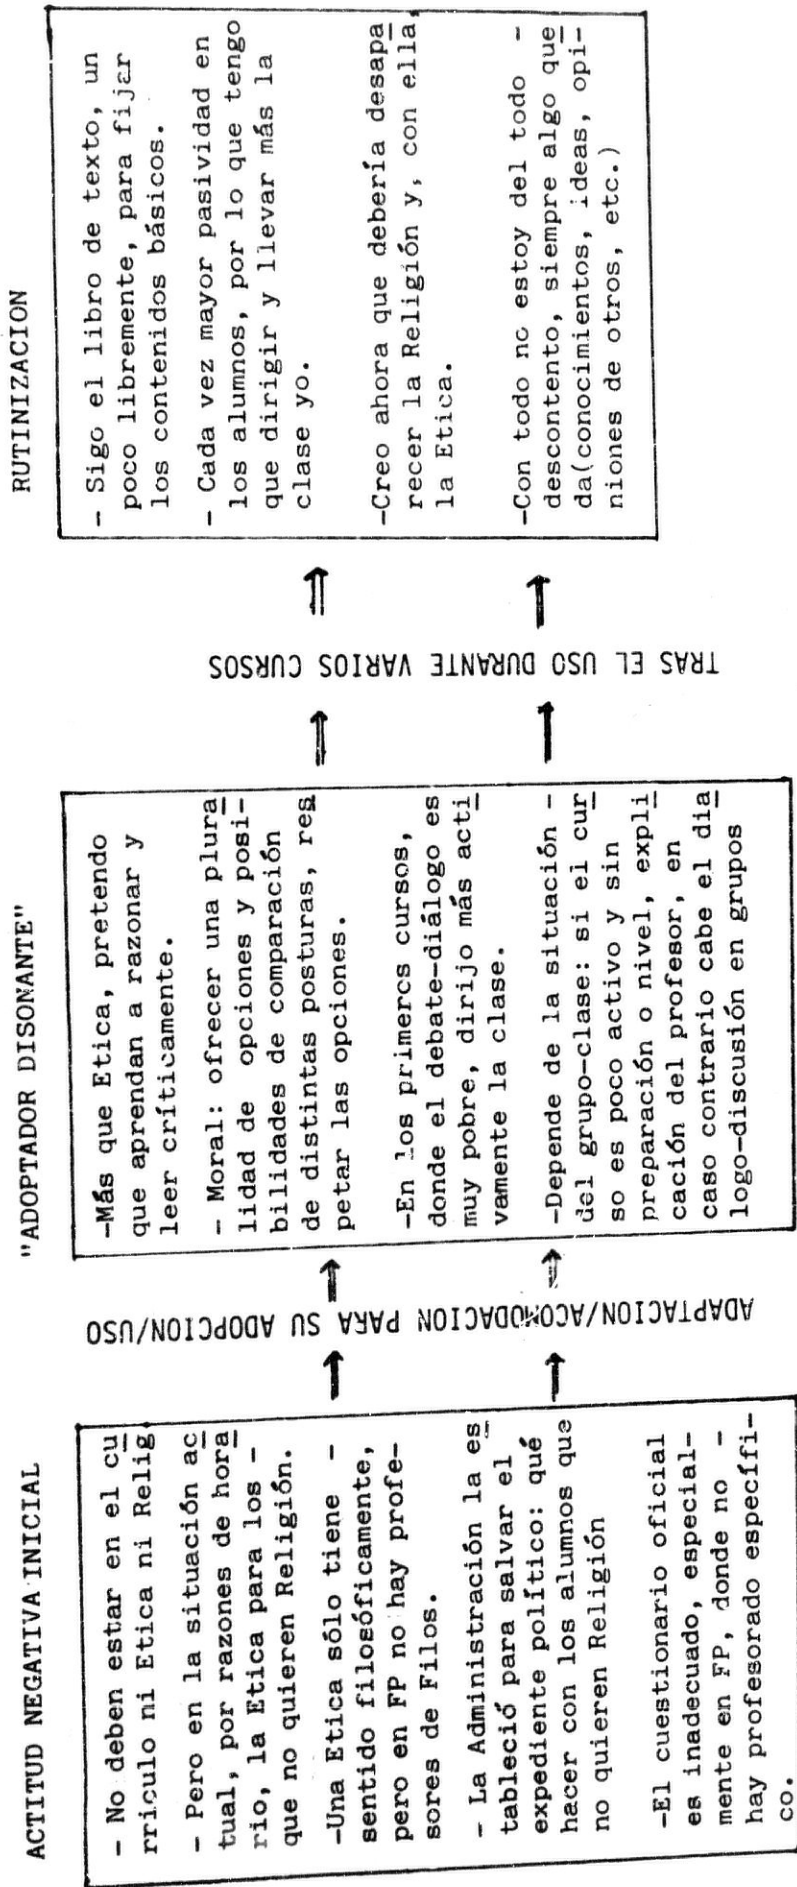 ACTITUD NEGATIVA INICIAL
- No deben estar en el cu
rrículo ni Etica ni Relig
- Pero en la situación ac
tual, por razones de hora
rio, la Etica para los -
que no quieren Religión.
-Una Etica sólo tiene -
sentido filosóficamente,
pero en FP no hay profe-
sores de Filos.
- La Administración la es
tableció para salvar el
expediente político: qué
hacer con los alumnos que
no quieren Religión
-El cuestionario oficial
es inadecuado, especial-
mente en FP, donde no -
hay profesorado específi-
co.
ADAPTACION/ACOMODACION PARA SU ADOPCION/USO
"ADOPTADOR DISONANTE"
-Más que Etica, pretendo
que aprendan a razonar y
leer críticamente.
- Moral: ofrecer una plura
lidad de opciones y posi-
bilidades de comparación
de distintas posturas, res
petar las opciones.
-En los primeros cursos,
donde el debate-diálogo es
muy pobre, dirijo más acti
vamente la clase.
-Depende de la situación -
del grupo-clase: si el cur
so es poco activo y sin
preparación o nivel, expli
cación del profesor, en
caso contrario cabe el dia
logo-discusión en grupos
TRAS EL USO DURANTE VARIOS CURSOS
RUTINIZACION
- Sigo el libro de texto, un
poco libremente, para fijar
los contenidos básicos.
- Cada vez mayor pasividad en
los alumnos, por lo que tengo
que dirigir y llevar más la
clase yo.
-Creo ahora que debería desapa
recer la Religión y, con ella,
la Etica.
-Con todo no estoy del todo -
descontento, siempre algo que
da(conocimientos, ideas, opi-
niones de otros, etc.)